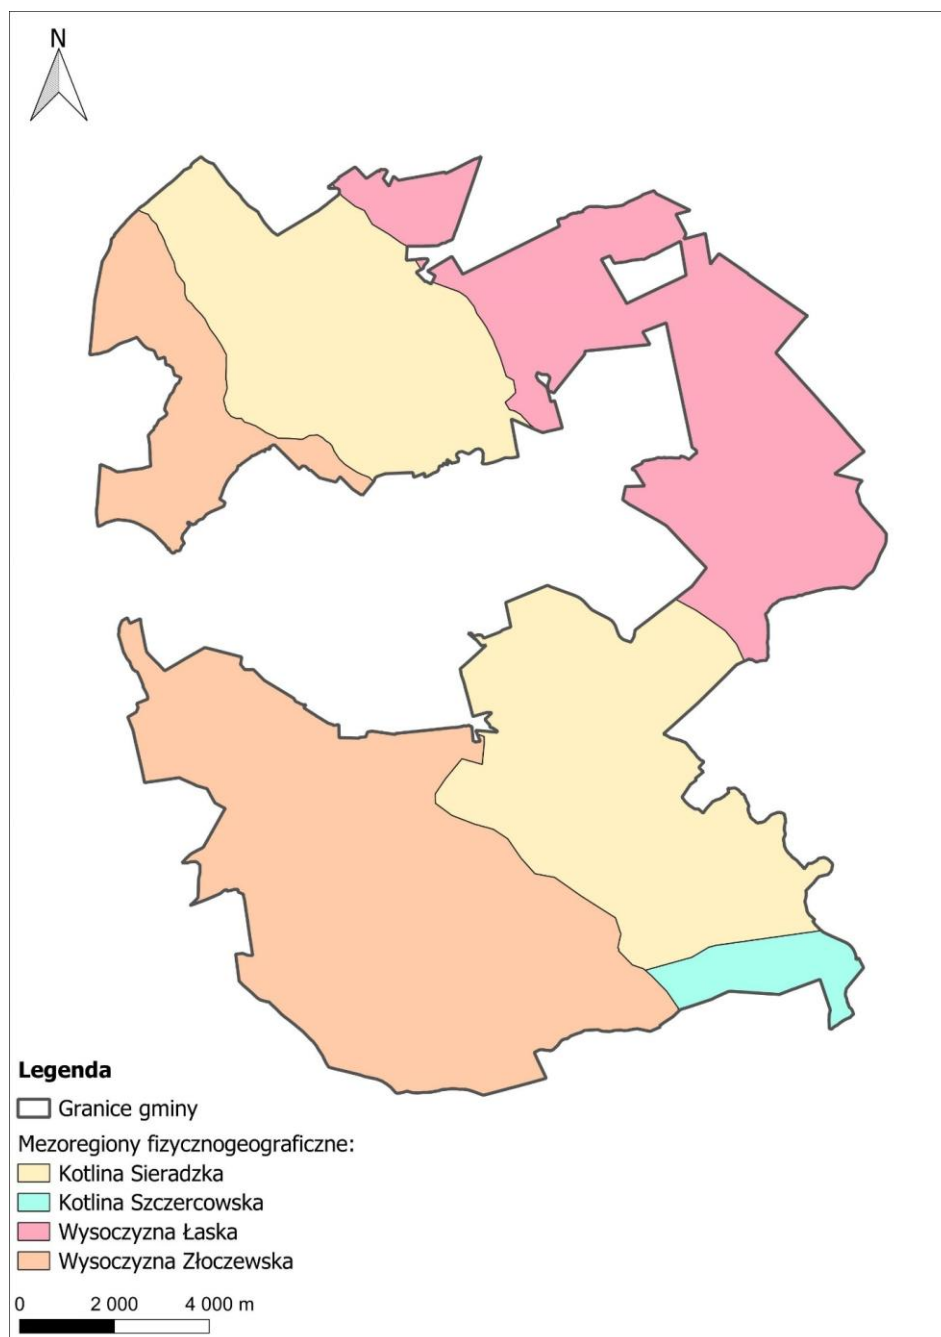 N
Legenda
Granice gminy
Mezoregiony fizycznogeograficzne:
Kotlina Sieradzka
Kotlina Szczercowska
Wysoczyzna Łaska
Wysoczyzna Złoczewska
0 2 000 4 000 m